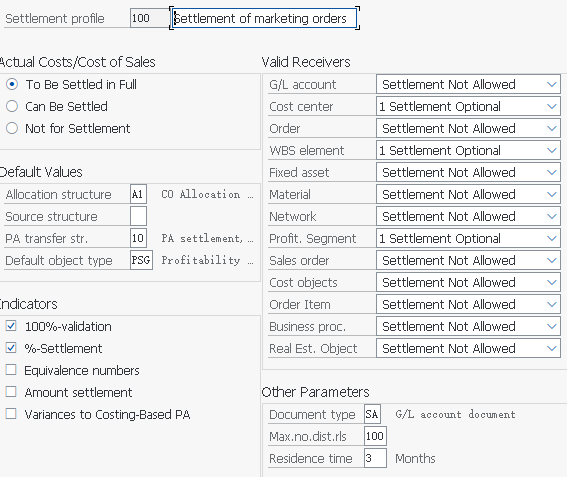 Settlement profile 100 Settlement of marketing orders
Actual Costs/Cost of Sales
To Be Settled in Full
Can Be Settled
Not for Settlement
Default Values
Allocation structure A1 CO Allocation ...
Source structure
PA transfer str. 10 PA settlement, ...
Default object type PSG Profitability ...
Indicators
100%-validation
%-Settlement
Equivalence numbers
Amount settlement
Variances to Costing-Based PA
Valid Receivers
G/L account Settlement Not Allowed
Cost center 1 Settlement Optional
Order Settlement Not Allowed
WBS element 1 Settlement Optional
Fixed asset Settlement Not Allowed
Material Settlement Not Allowed
Network Settlement Not Allowed
Profit. Segment 1 Settlement Optional
Sales order Settlement Not Allowed
Cost objects Settlement Not Allowed
Order Item Settlement Not Allowed
Business proc. Settlement Not Allowed
Real Est. Object Settlement Not Allowed
Other Parameters
Document type SA G/L account document
Max.no.dist.rls 100
Residence time 3 Months